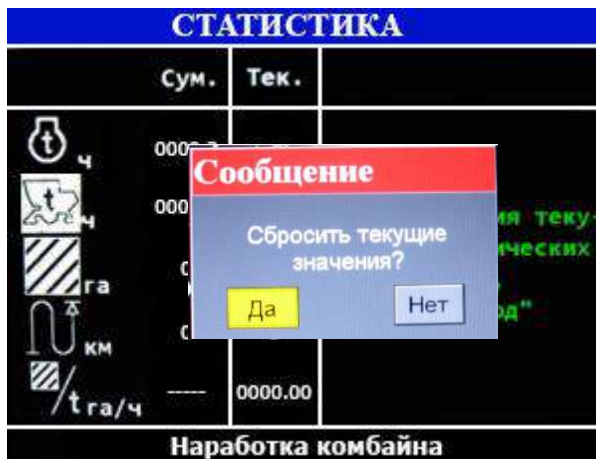 СТАТИСТИКА
Сум. Тек.
t ч
t ч
га
км
/t га/ч ----- 0000.00
Сообщение
Сбросить текущие
значения?
Да Нет
Наработка комбайна